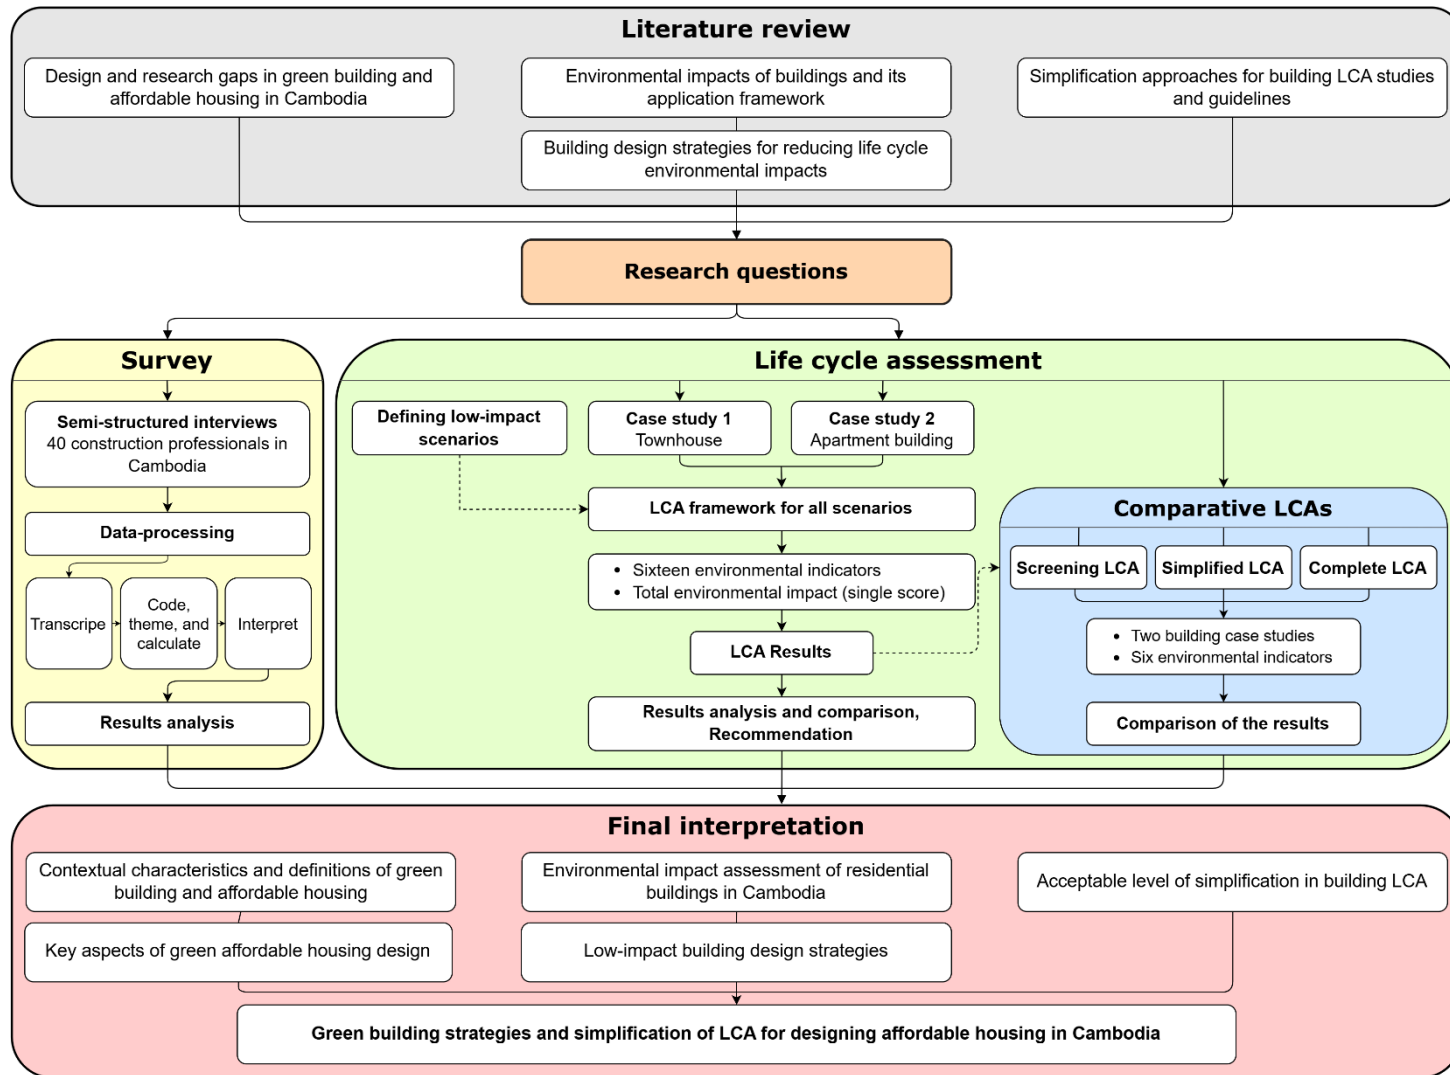 Literature review
Design and research gaps in green building and
affordable housing in Cambodia
Environmental impacts of buildings and its
application framework
Building design strategies for reducing life cycle
environmental impacts
Simplification approaches for building LCA studies
and guidelines
Research questions
Survey
Semi-structured interviews
40 construction professionals in
Cambodia
Data-processing
Transcripe
Code,
theme, and
calculate
Interpret
Results analysis
Life cycle assessment
Defining low-impact
scenarios
Case study 1
Townhouse
Case study 2
Apartment building
LCA framework for all scenarios
• Sixteen environmental indicators
• Total environmental impact (single score)
LCA Results
Results analysis and comparison,
Recommendation
Comparative LCAs
Screening LCA
Simplified LCA
Complete LCA
• Two building case studies
• Six environmental indicators
Comparison of the results
Final interpretation
Contextual characteristics and definitions of green
building and affordable housing
Key aspects of green affordable housing design
Environmental impact assessment of residential
buildings in Cambodia
Low-impact building design strategies
Acceptable level of simplification in building LCA
Green building strategies and simplification of LCA for designing affordable housing in Cambodia